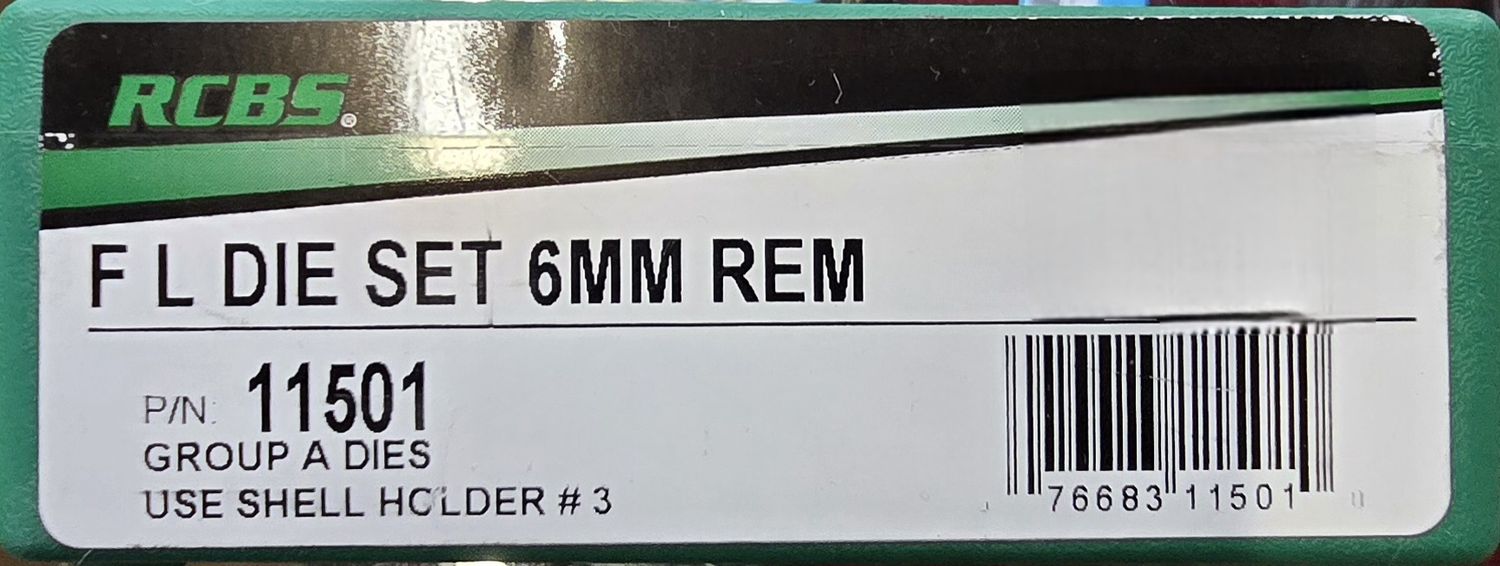 RCBS®
F L DIE SET 6MM REM
P/N: 11501
GROUP A DIES
USE SHELL HOLDER # 3
76683 11501